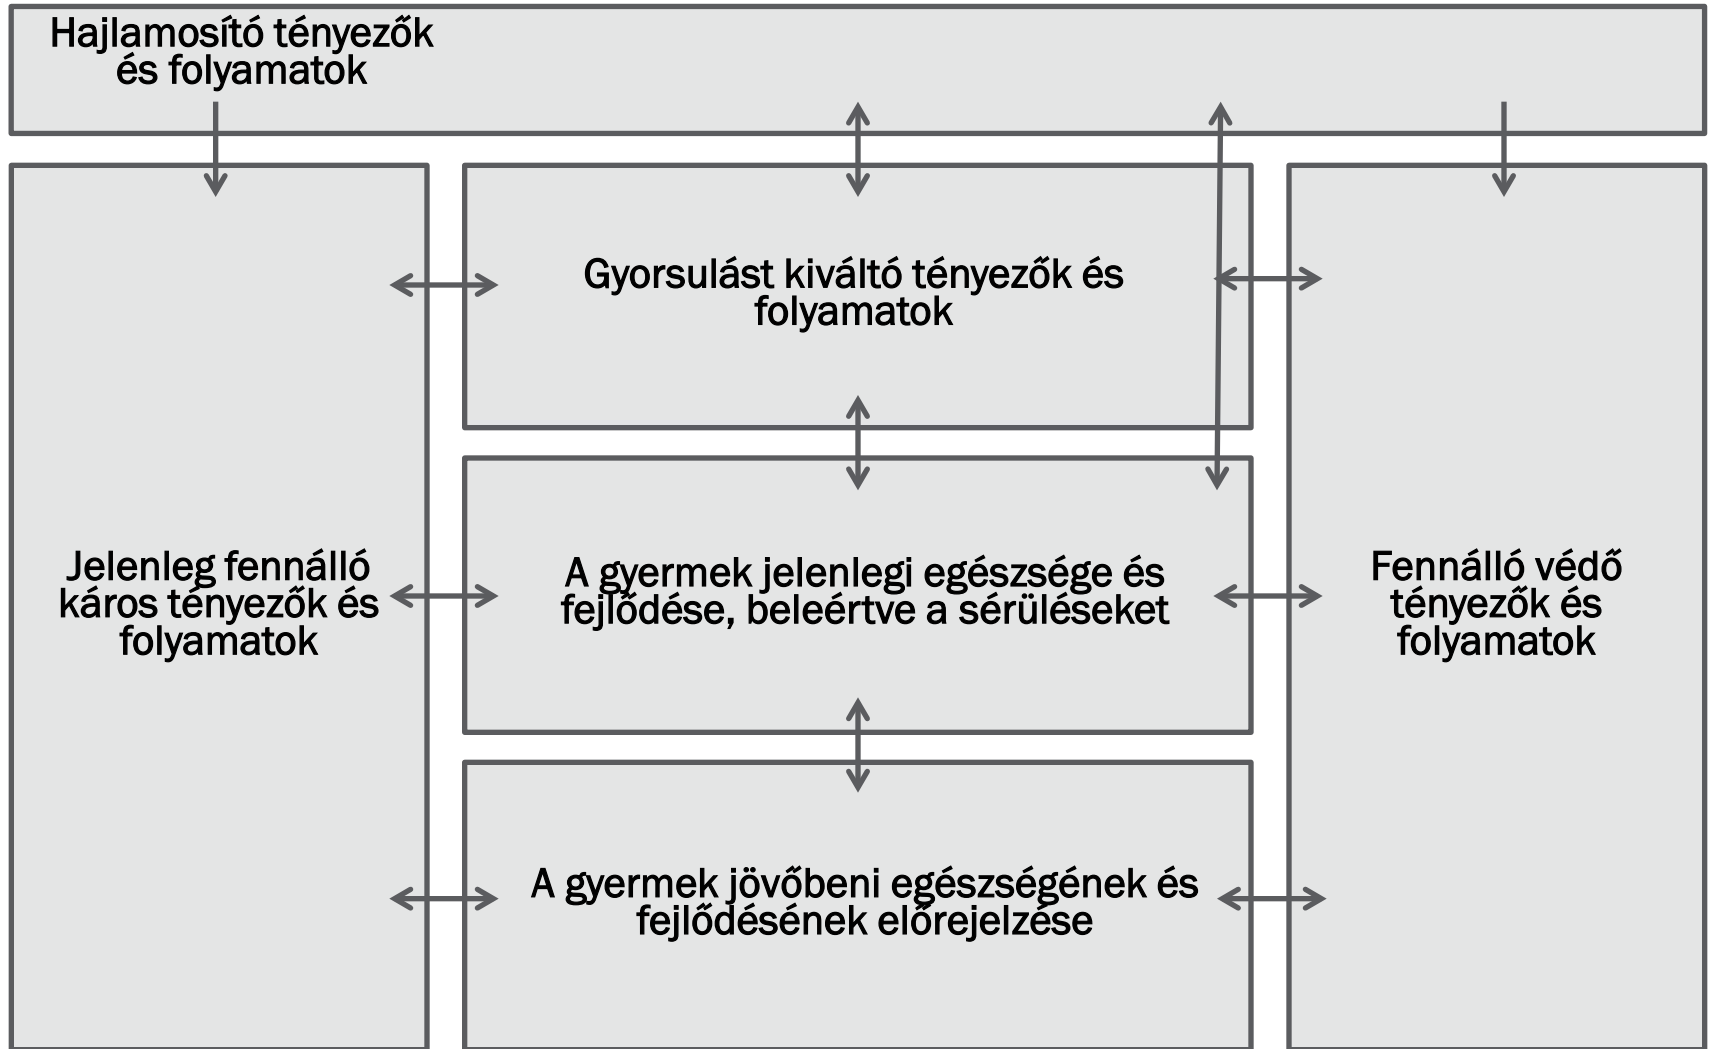 Hajlamosító tényezők
és folyamatok
Gyorsulást kiváltó tényezők és
folyamatok
Jelenleg fennálló
káros tényezők és
folyamatok
A gyermek jelenlegi egészsége és
fejlődése, beleértve a sérüléseket
Fennálló védő
tényezők és
folyamatok
A gyermek jövőbeni egészségének és
fejlődésének előrejelzése